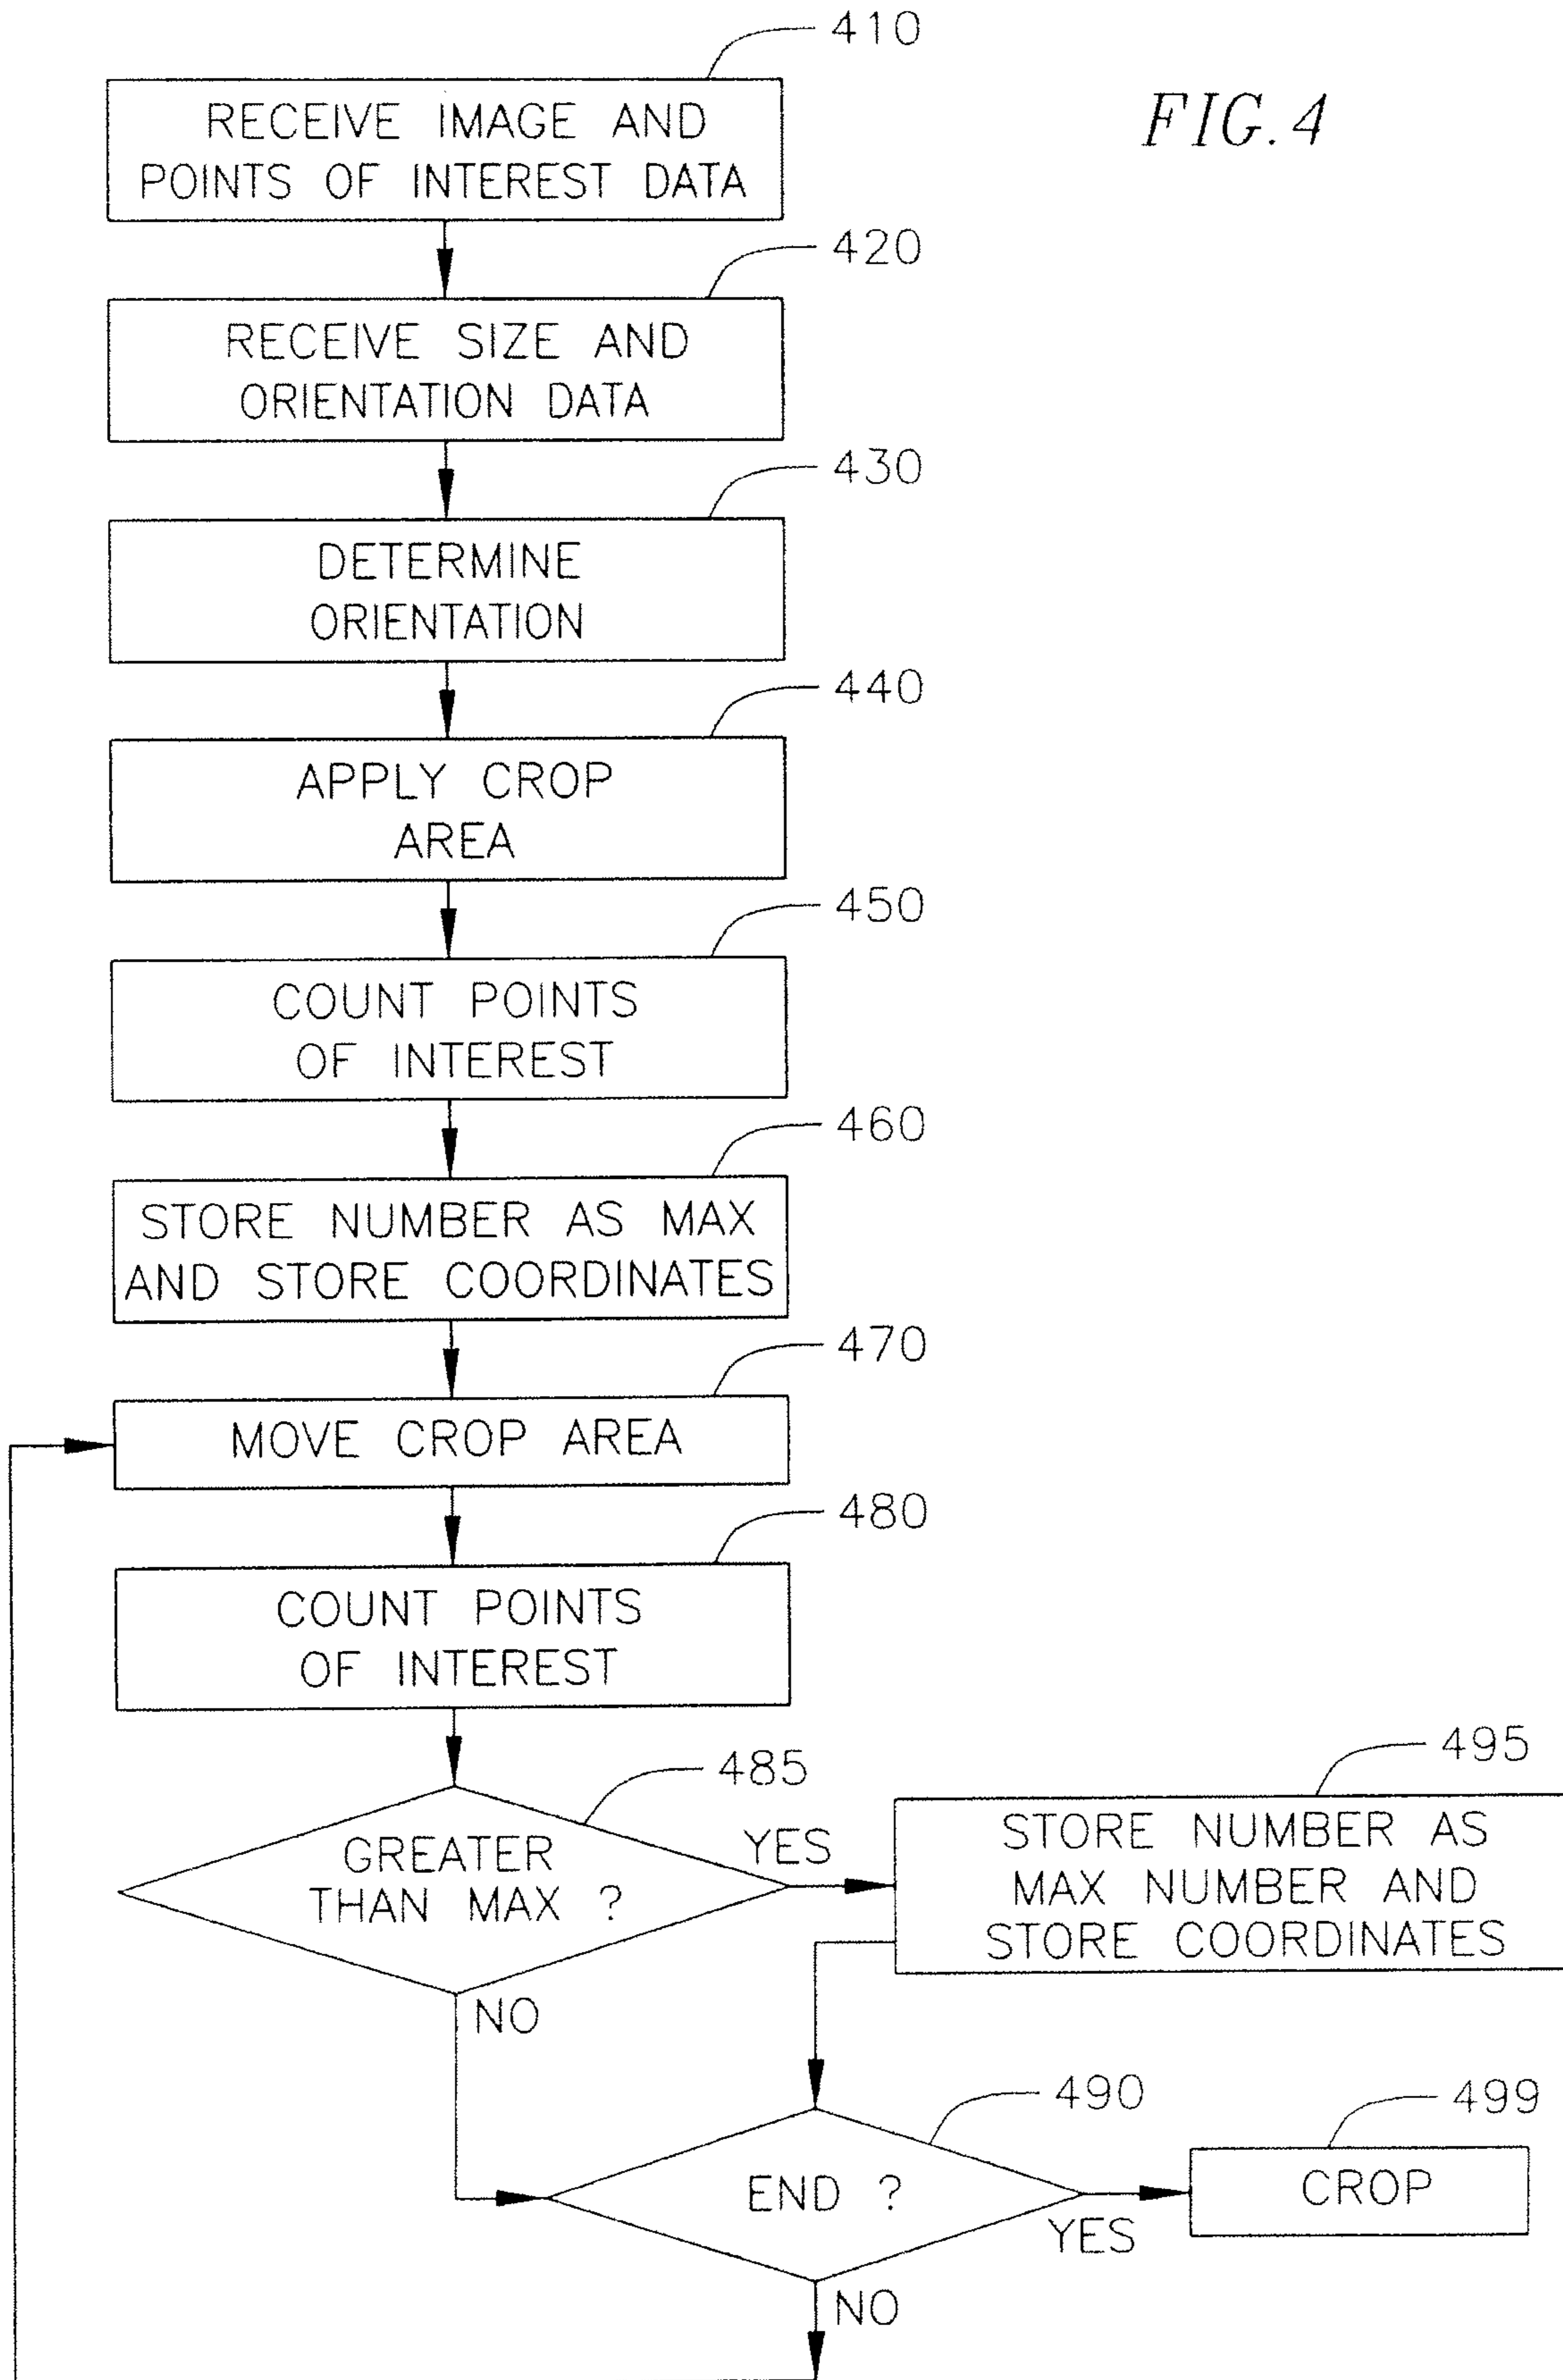 FIG. 4
410
RECEIVE IMAGE AND
POINTS OF INTEREST DATA
420
RECEIVE SIZE AND
ORIENTATION DATA
430
DETERMINE
ORIENTATION
440
APPLY CROP
AREA
450
COUNT POINTS
OF INTEREST
460
STORE NUMBER AS MAX
AND STORE COORDINATES
470
MOVE CROP AREA
480
COUNT POINTS
OF INTEREST
485
GREATER
THAN MAX ?
YES
NO
495
STORE NUMBER AS
MAX NUMBER AND
STORE COORDINATES
490
END ?
YES
NO
499
CROP